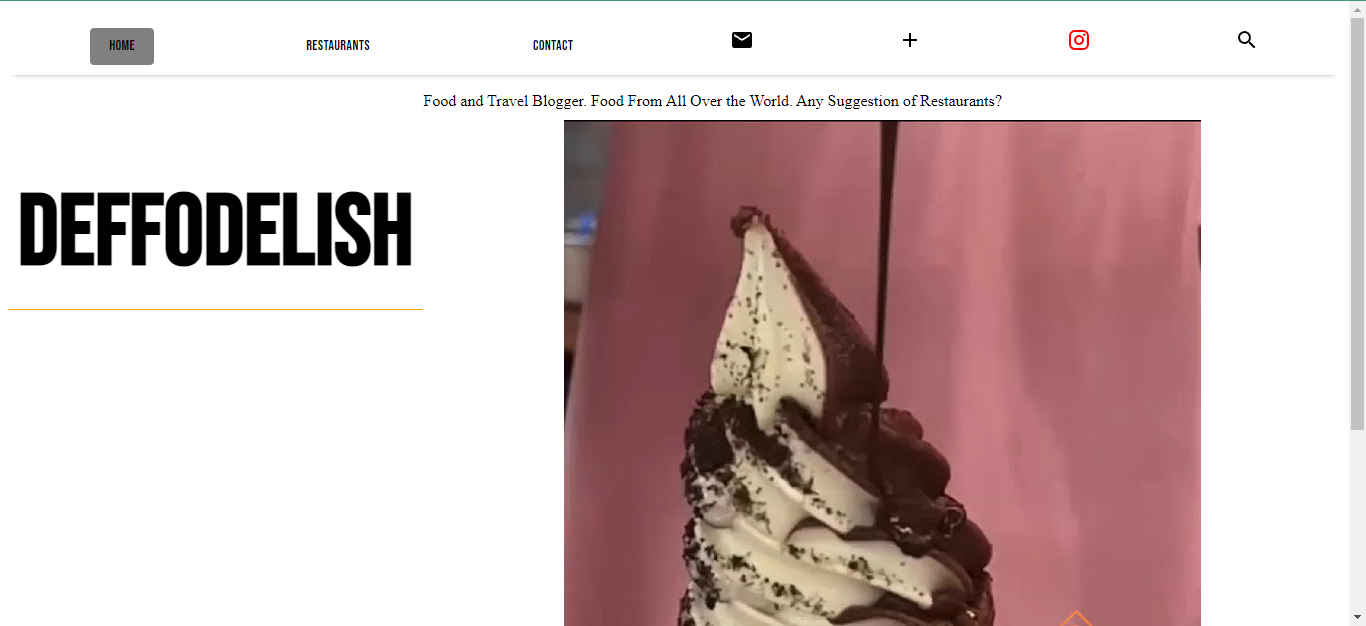 HOME
RESTAURANTS
CONTACT
Food and Travel Blogger. Food From All Over the World. Any Suggestion of Restaurants?
DEFFODELISH